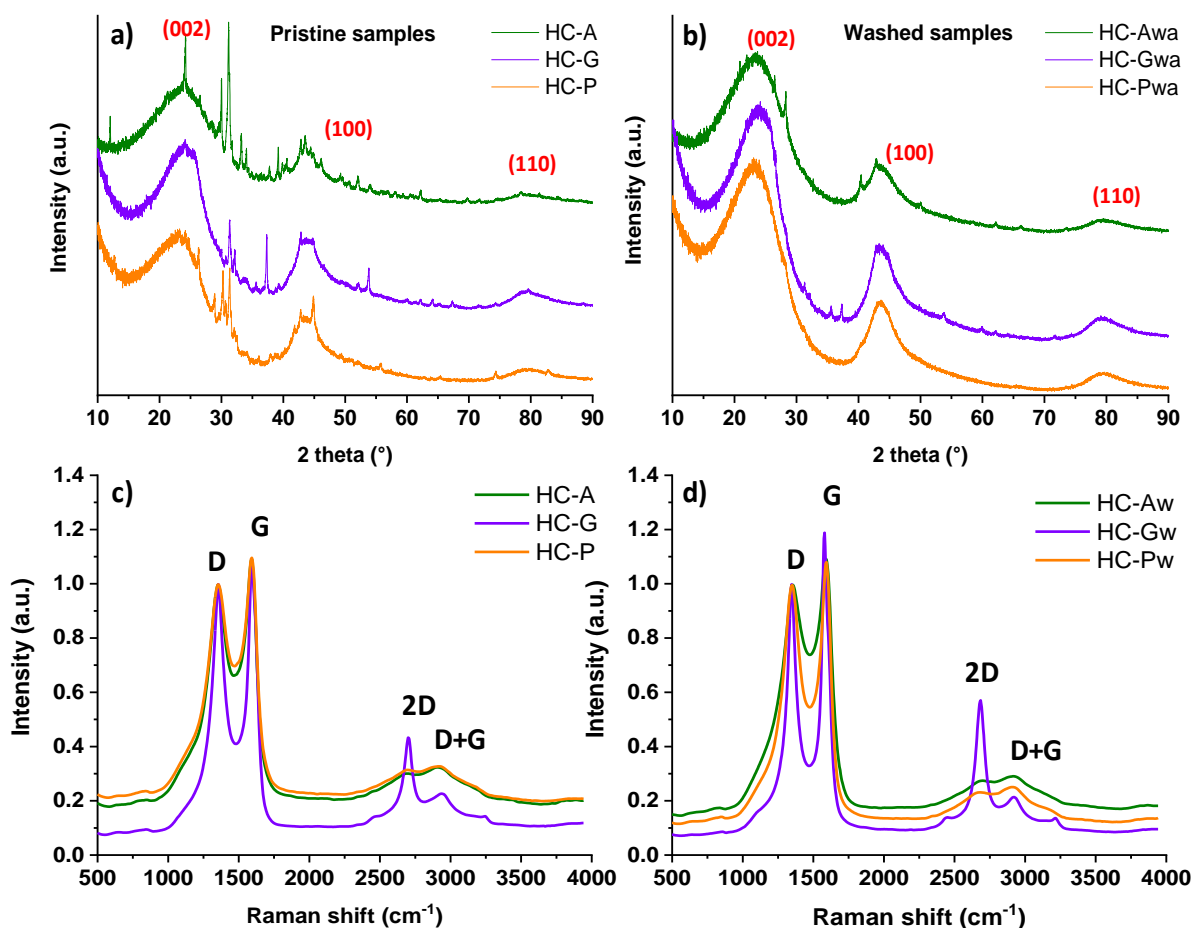 a)
(002)
Pristine samples
HC-A
HC-G
HC-P
(100)
(110)
Intensity (a.u.)
10 20 30 40 50 60 70 80 90
2 theta (°)
b)
(002)
Washed samples
HC-Awa
HC-Gwa
HC-Pwa
(100)
(110)
Intensity (a.u.)
10 20 30 40 50 60 70 80 90
2 theta (°)
c)
HC-A
HC-G
HC-P
D
G
2D
D+G
Intensity (a.u.)
1.4
1.2
1.0
0.8
0.6
0.4
0.2
0.0
500 1000 1500 2000 2500 3000 3500 4000
Raman shift (cm⁻¹)
d)
HC-Aw
HC-Gw
HC-Pw
D
G
2D
D+G
Intensity (a.u.)
1.4
1.2
1.0
0.8
0.6
0.4
0.2
0.0
500 1000 1500 2000 2500 3000 3500 4000
Raman shift (cm⁻¹)